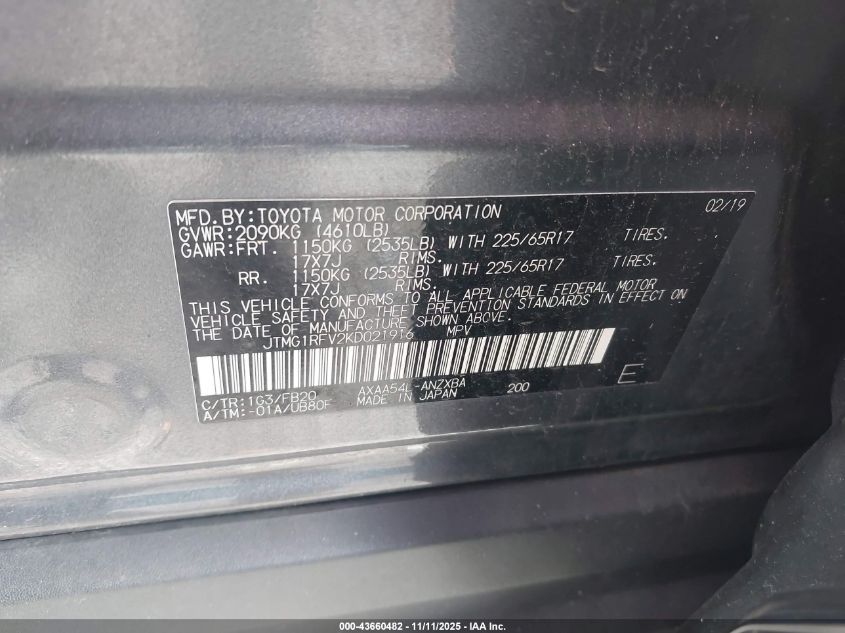 MFD.BY:TOYOTA MOTOR CORPORATION 02/19
GVWR:2090KG (4610LB)
GAWR:FRT. 1150KG (2535LB) WITH 225/65R17 TIRES.
17X7J RIMS.
RR. 1150KG (2535LB) WITH 225/65R17 TIRES.
17X7J RIMS.
THIS VEHICLE CONFORMS TO ALL APPLICABLE FEDERAL MOTOR
VEHICLE SAFETY AND THEFT PREVENTION STANDARDS IN EFFECT ON
THE DATE OF MANUFACTURE SHOWN ABOVE.
JTMG1RFV2KD021916 MPV
E
C/TR:1G3/FB20 AXAA54L-ANZXBA 200
A/TM:-01A/UB80F MADE IN JAPAN
000-43660482 - 11/11/2025 - IAA Inc.